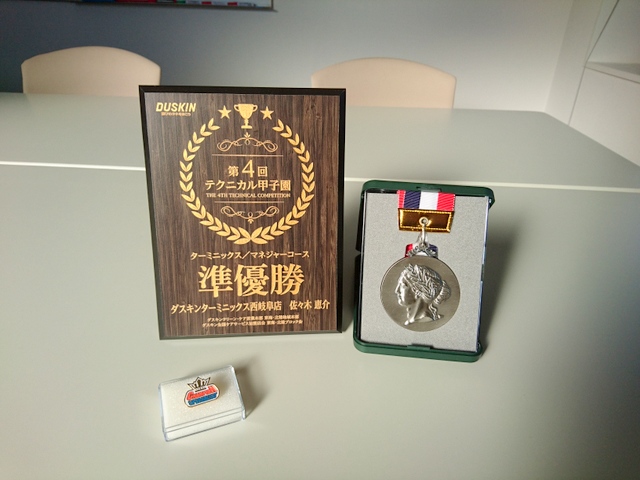 DUSKIN
第4回
テクニカル甲子園
THE 4TH TECHNICAL COMPETITION
ターミニックス／マネジャーコース
準優勝
ダスキンターミニックス西岐阜店 佐々木 恵介